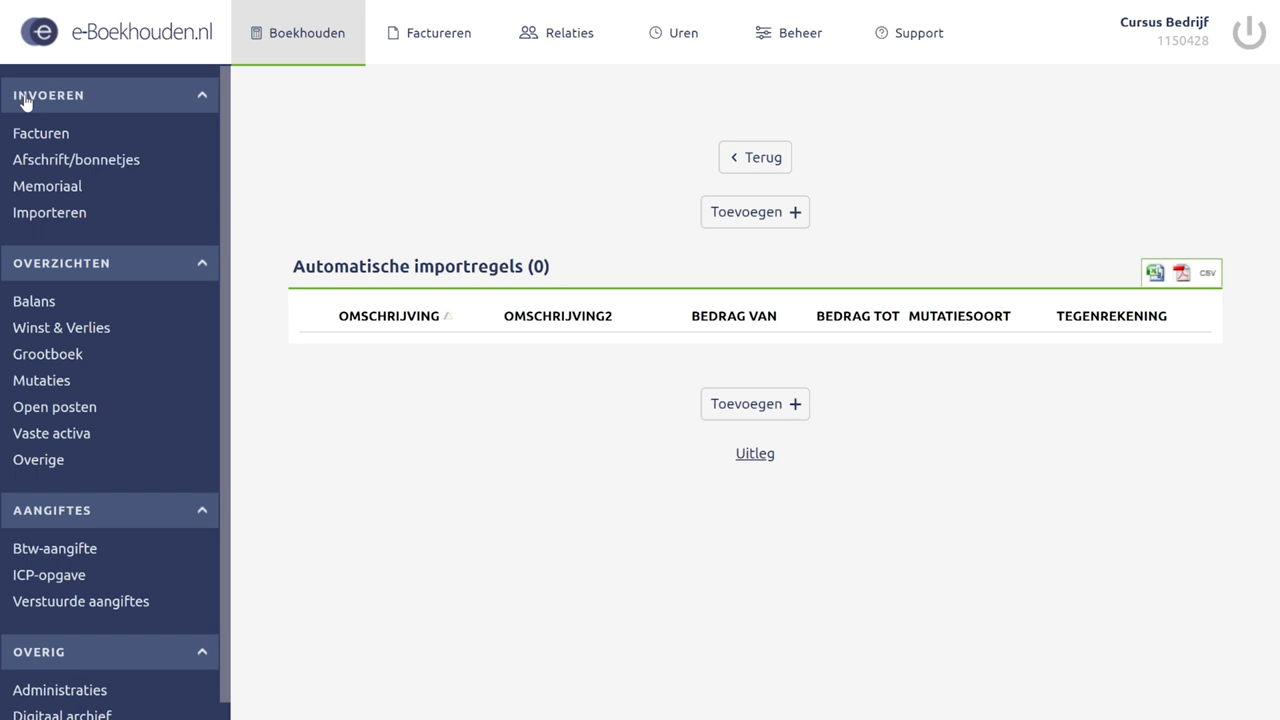 e-Boekhouden.nl
Boekhouden
Factureren
Relaties
Uren
Beheer
Support
Cursus Bedrijf
1150428
INVOEREN
Facturen
Afschrift/bonnetjes
Memoriaal
Importeren
OVERZICHTEN
Balans
Winst & Verlies
Grootboek
Mutaties
Open posten
Vaste activa
Overige
AANGIFTES
Btw-aangifte
ICP-opgave
Verstuurde aangiftes
OVERIG
Administraties
Digitaal archief
Terug
Toevoegen +
Automatische importregels (0)
CSV
OMSCHRIJVING OMSCHRIJVING2 BEDRAG VAN BEDRAG TOT MUTATIESOORT TEGENREKENING
Toevoegen +
Uitleg